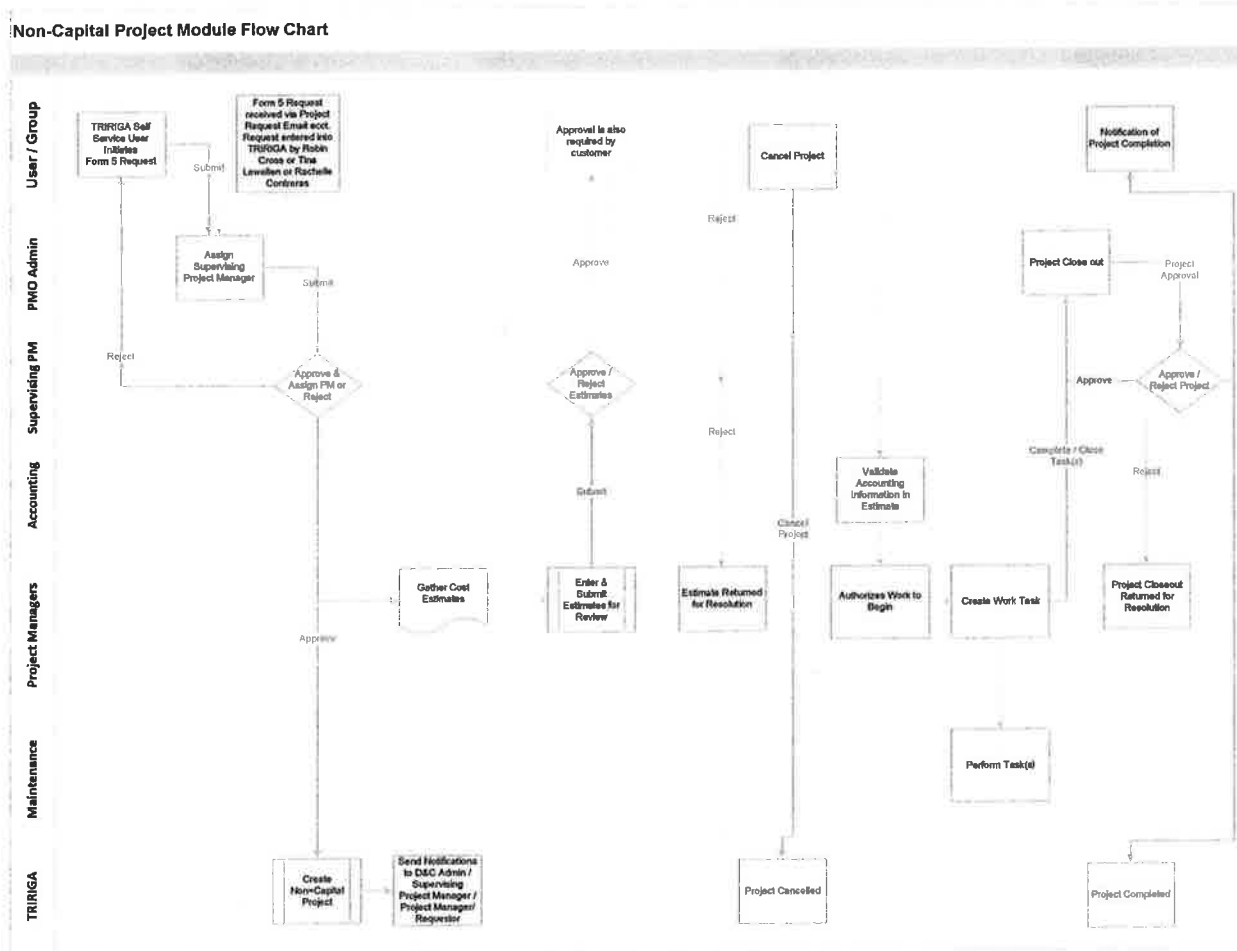 Non-Capital Project Module Flow Chart
User / Group
TRIRIGA Self
Service User
Initiates
Form 5 Request
Submit
Form 5 Request
received via Project
Request Email acct.
Request entered into
TRIRIGA by Robin
Cross or Tina
Lewellen or Rachelle
Contreras
Approval is also
required by
customer
Cancel Project
Notification of
Project Completion
Reject
PMO Admin
Assign
Supervising
Project Manager
Submit
Approve
Project Close out
Project
Approval
Supervising PM
Reject
Approve &
Assign PM or
Reject
Approve /
Reject
Estimates
Reject
Approve
Approve /
Reject Project
Accounting
Submit
Cancel
Project
Validate
Accounting
Information in
Estimate
Complete / Close
Task(s)
Reject
Project Managers
Gather Cost
Estimates
Enter &
Submit
Estimates for
Review
Estimate Returned
for Resolution
Authorizes Work to
Begin
Create Work Task
Project Closeout
Returned for
Resolution
Approve
Maintenance
Perform Task(s)
TRIRIGA
Create
Non-Capital
Project
Send Notifications
to D&C Admin /
Supervising
Project Manager /
Project Manager/
Requestor
Project Cancelled
Project Completed